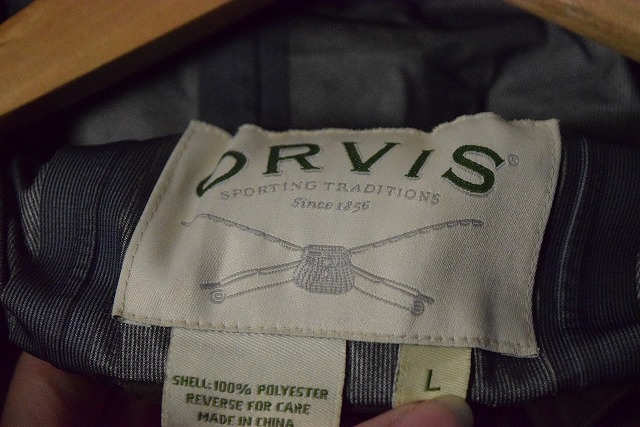 ORVIS®
SPORTING TRADITIONS
Since 1856
SHELL: 100% POLYESTER
REVERSE FOR CARE
MADE IN CHINA
L